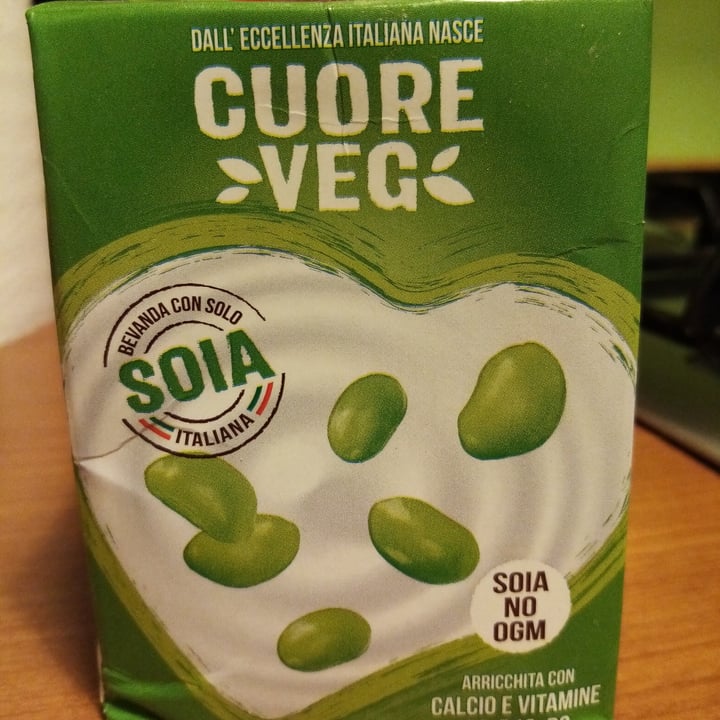 DALL' ECCELLENZA ITALIANA NASCE
CUORE
VEG
BEVANDA CON SOLO
SOIA
ITALIANA
SOIA
NO
OGM
ARRICCHITA CON
CALCIO E VITAMINE